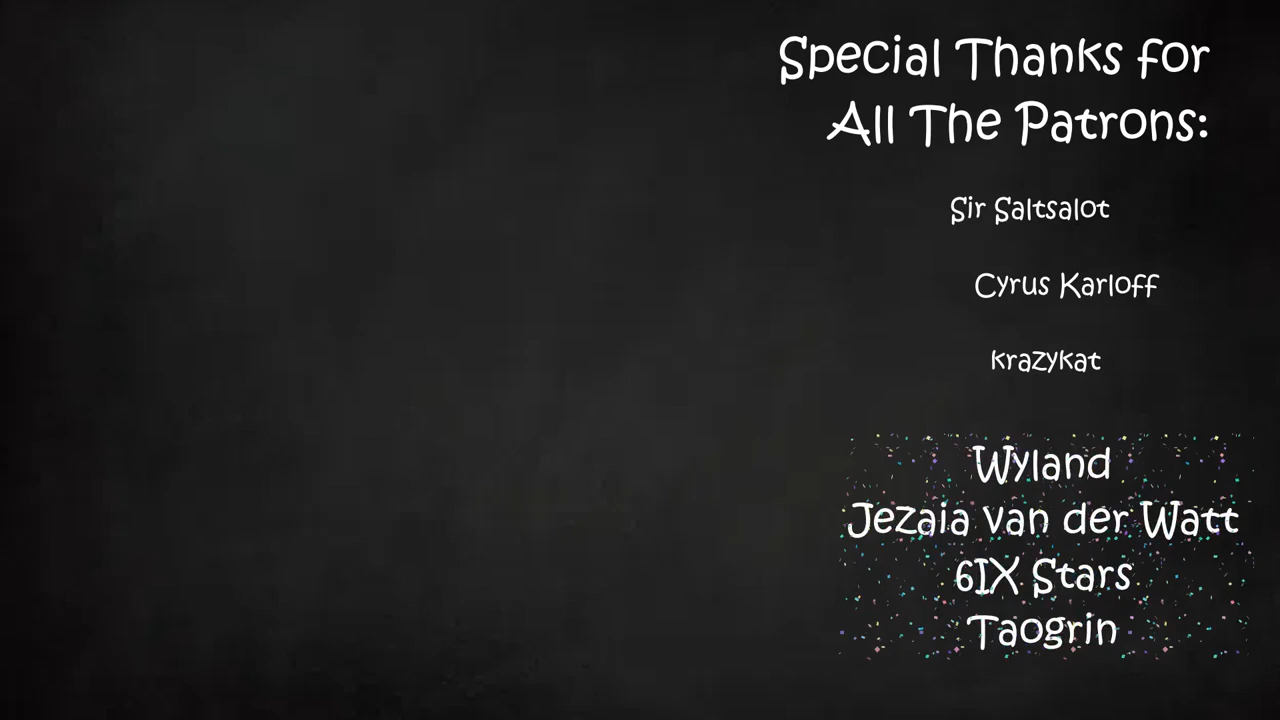 Special Thanks for
All The Patrons:
Sir Saltsalot
Cyrus Karloff
krazykat
Wyland
Jezaia van der Watt
6IX Stars
Taogrin